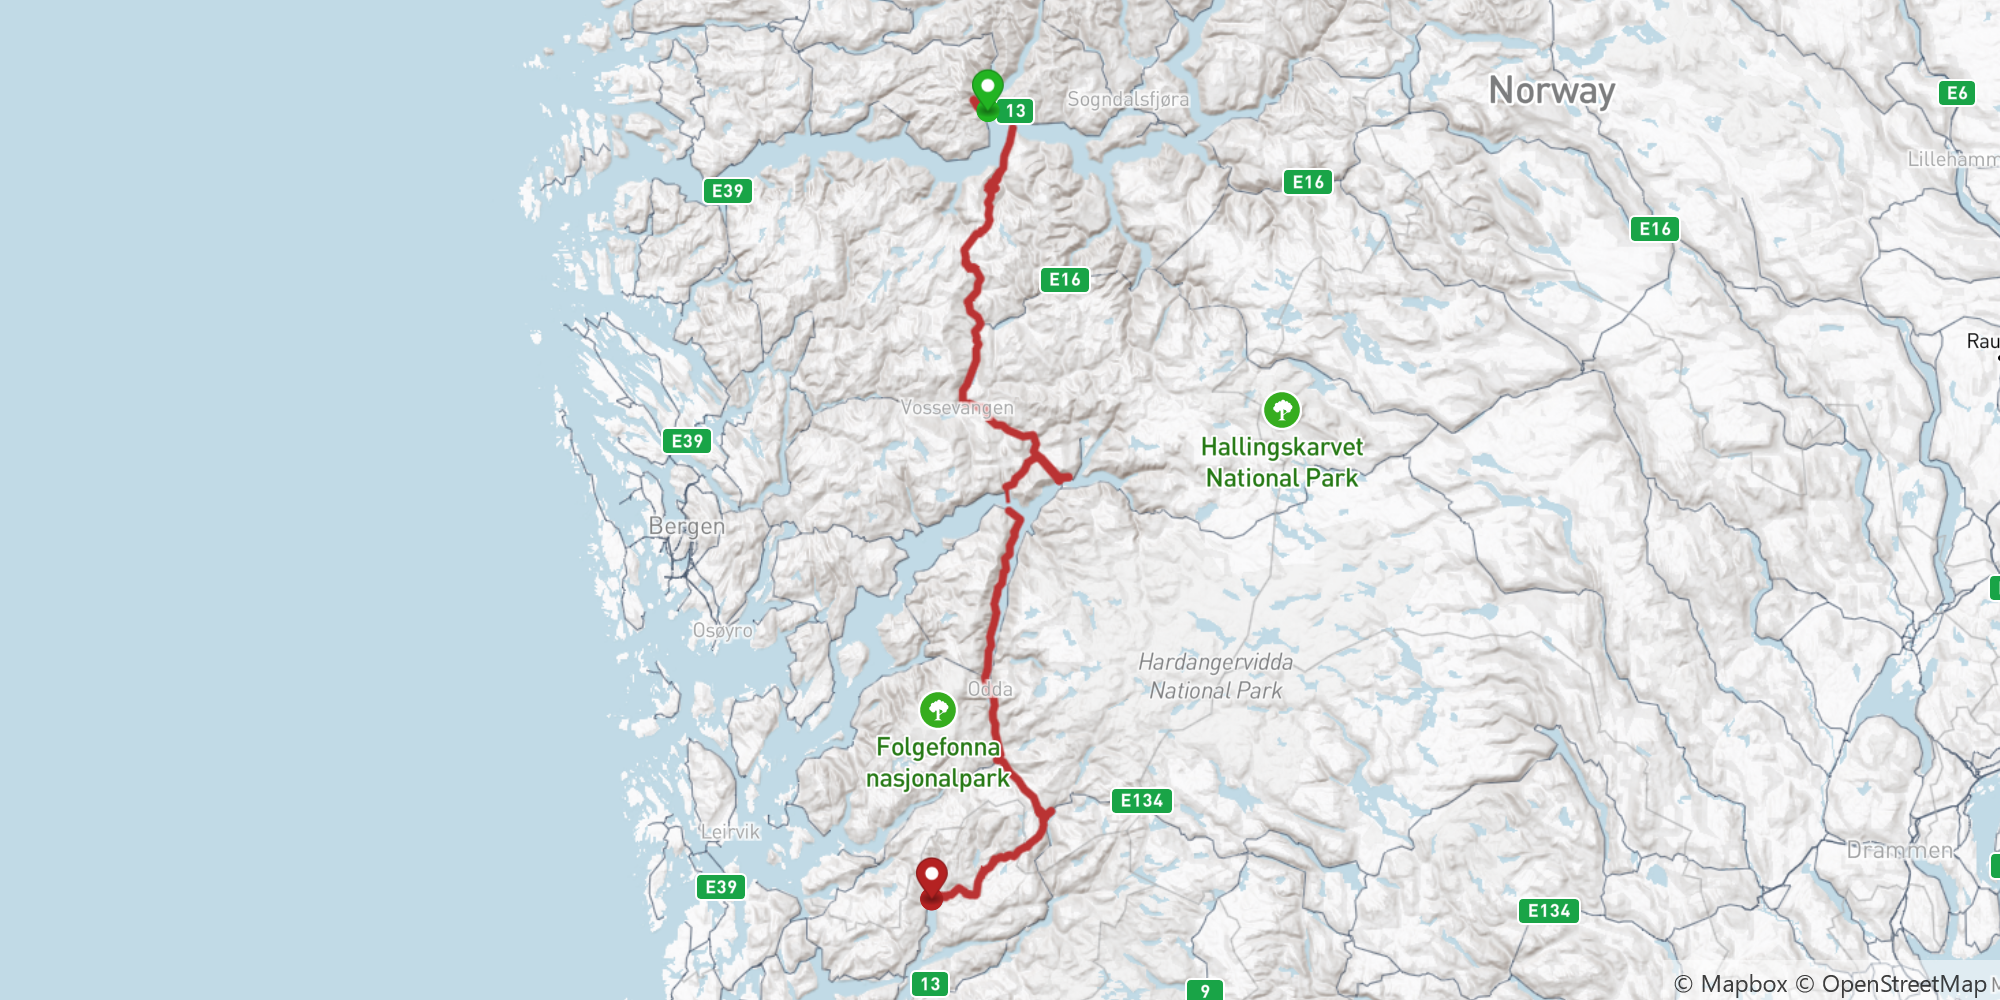 Norway
E6
Sogndalsfjøra
13
Lillehamm
E39
E16
E16
E16
Rau
Vossevangen
E39
Hallingskarvet
National Park
Bergen
Osøyro
Hardangervidda
National Park
Odda
Folgefonna
nasjonalpark
E134
Leirvik
Drammen
E39
E134
13
9
© Mapbox © OpenStreetMap